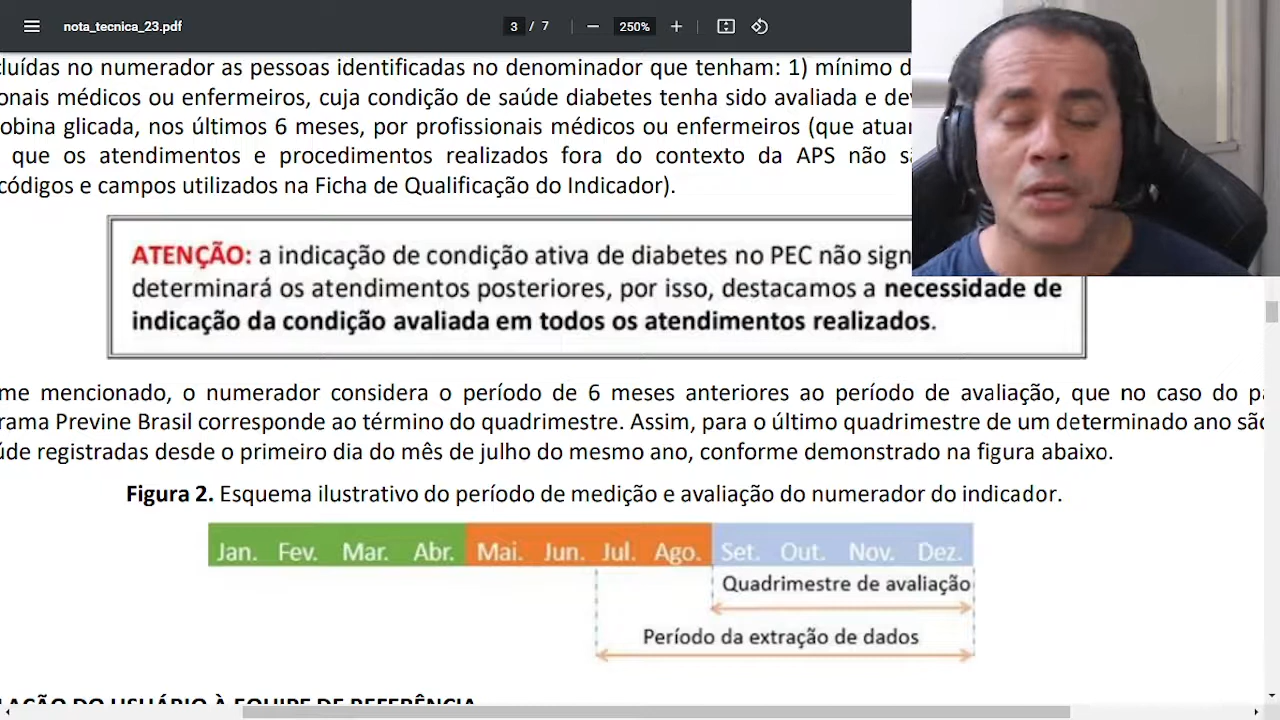 nota_tecnica_23.pdf
3 / 7
250%
cluídas no numerador as pessoas identificadas no denominador que tenham: 1) mínimo d
onais médicos ou enfermeiros, cuja condição de saúde diabetes tenha sido avaliada e de
obina glicada, nos últimos 6 meses, por profissionais médicos ou enfermeiros (que atuar
que os atendimentos e procedimentos realizados fora do contexto da APS não s
códigos e campos utilizados na Ficha de Qualificação do Indicador).
ATENÇÃO: a indicação de condição ativa de diabetes no PEC não sign
determinará os atendimentos posteriores, por isso, destacamos a necessidade de
indicação da condição avaliada em todos os atendimentos realizados.
me mencionado, o numerador considera o período de 6 meses anteriores ao período de avaliação, que no caso do pa
rama Previne Brasil corresponde ao término do quadrimestre. Assim, para o último quadrimestre de um determinado ano são
úde registradas desde o primeiro dia do mês de julho do mesmo ano, conforme demonstrado na figura abaixo.
Figura 2. Esquema ilustrativo do período de medição e avaliação do numerador do indicador.
Jan. Fev. Mar. Abr. Mai. Jun. Jul. Ago. Set. Out. Nov. Dez.
Quadrimestre de avaliação
Período da extração de dados
LAÇÃO DO USUÁRIO À EQUIPE DE REFERÊNCIA